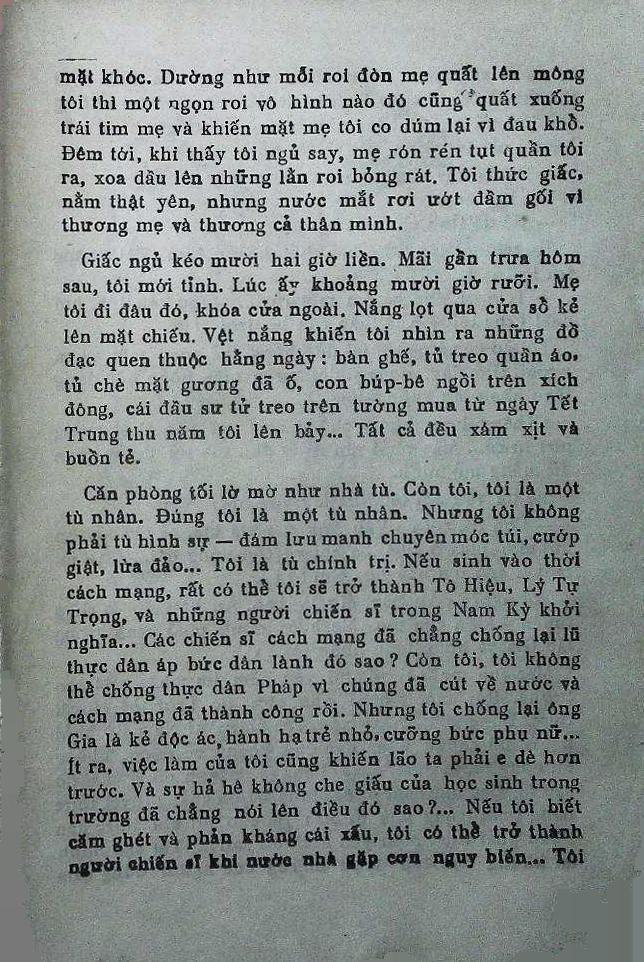 mặt khóc. Dường như mỗi roi đòn mẹ quất lên mông
tôi thì một ngọn roi vô hình nào đó cũng quất xuống
trái tim mẹ và khiến mặt mẹ tôi co dúm lại vì đau khổ.
Đêm tới, khi thấy tôi ngủ say, mẹ rón rén tụt quần tôi
ra, xoa dầu lên những lằn roi bỏng rát. Tôi thức giấc,
nằm thật yên, nhưng nước mắt rơi ướt đầm gối vì
thương mẹ và thương cả thân mình.
Giấc ngủ kéo mười hai giờ liền. Mãi gần trưa hôm
sau, tôi mới tỉnh. Lúc ấy khoảng mười giờ rưỡi. Mẹ
tôi đi đâu đó, khóa cửa ngoài. Nắng lọt qua cửa sổ kẻ
lên mặt chiếu. Vệt nắng khiến tôi nhìn ra những đồ
đạc quen thuộc hằng ngày : bàn ghế, tủ treo quần áo,
tủ chè mặt gương đã ố, con búp-bê ngồi trên xích
đông, cái đầu sư tử treo trên tường mua từ ngày Tết
Trung thu năm tôi lên bảy... Tất cả đều xám xịt và
buồn tẻ.
Căn phòng tối lờ mờ như nhà tù. Còn tôi, tôi là một
tù nhân. Đúng tôi là một tù nhân. Nhưng tôi không
phải tù hình sự — đám lưu manh chuyên móc túi, cướp
giật, lừa đảo... Tôi là tù chính trị. Nếu sinh vào thời
cách mạng, rất có thể tôi sẽ trở thành Tô Hiệu, Lý Tự
Trọng, và những người chiến sĩ trong Nam Kỳ khởi
nghĩa... Các chiến sĩ cách mạng đã chẳng chống lại lũ
thực dân áp bức dân lành đó sao ? Còn tôi, tôi không
thể chống thực dân Pháp vì chúng đã cút về nước và
cách mạng đã thành công rồi. Nhưng tôi chống lại ông
Gia là kẻ độc ác, hành hạ trẻ nhỏ, cưỡng bức phụ nữ...
Ít ra, việc làm của tôi cũng khiến lão ta phải e dè hơn
trước. Và sự hả hê không che giấu của học sinh trong
trường đã chẳng nói lên điều đó sao ?... Nếu tôi biết
căm ghét và phản kháng cái xấu, tôi có thể trở thành
người chiến sĩ khi nước nhà gặp cơn nguy biến... Tôi